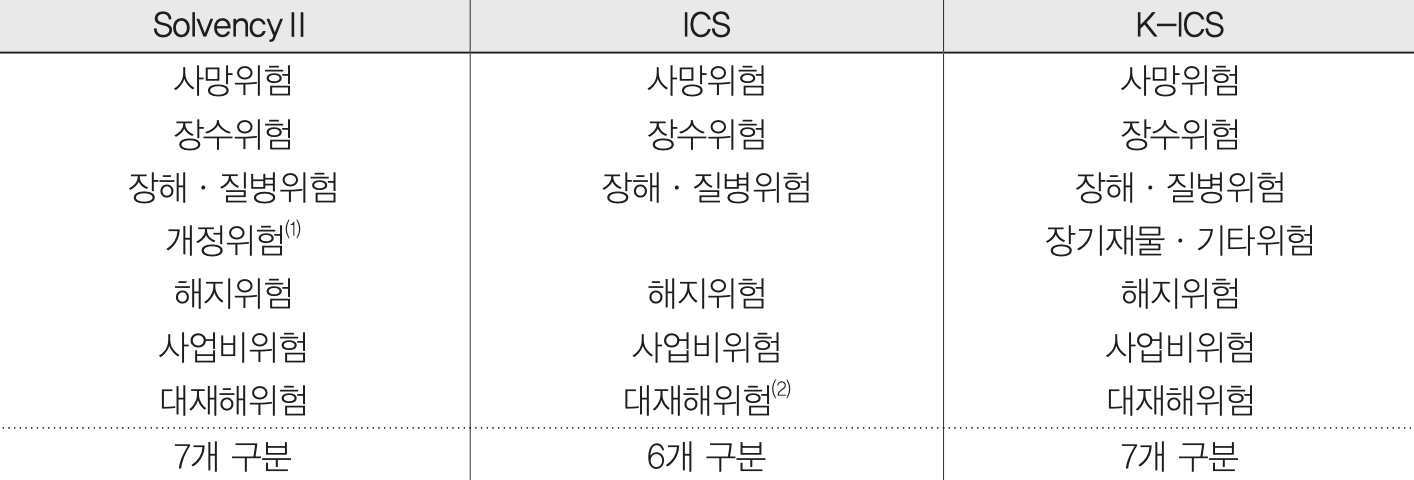 Solvency II ICS K-ICS
사망위험 사망위험 사망위험
장수위험 장수위험 장수위험
장해 · 질병위험 장해 · 질병위험 장해 · 질병위험
개정위험(1) 장기재물 · 기타위험
해지위험 해지위험 해지위험
사업비위험 사업비위험 사업비위험
대재해위험 대재해위험(2) 대재해위험
7개 구분 6개 구분 7개 구분